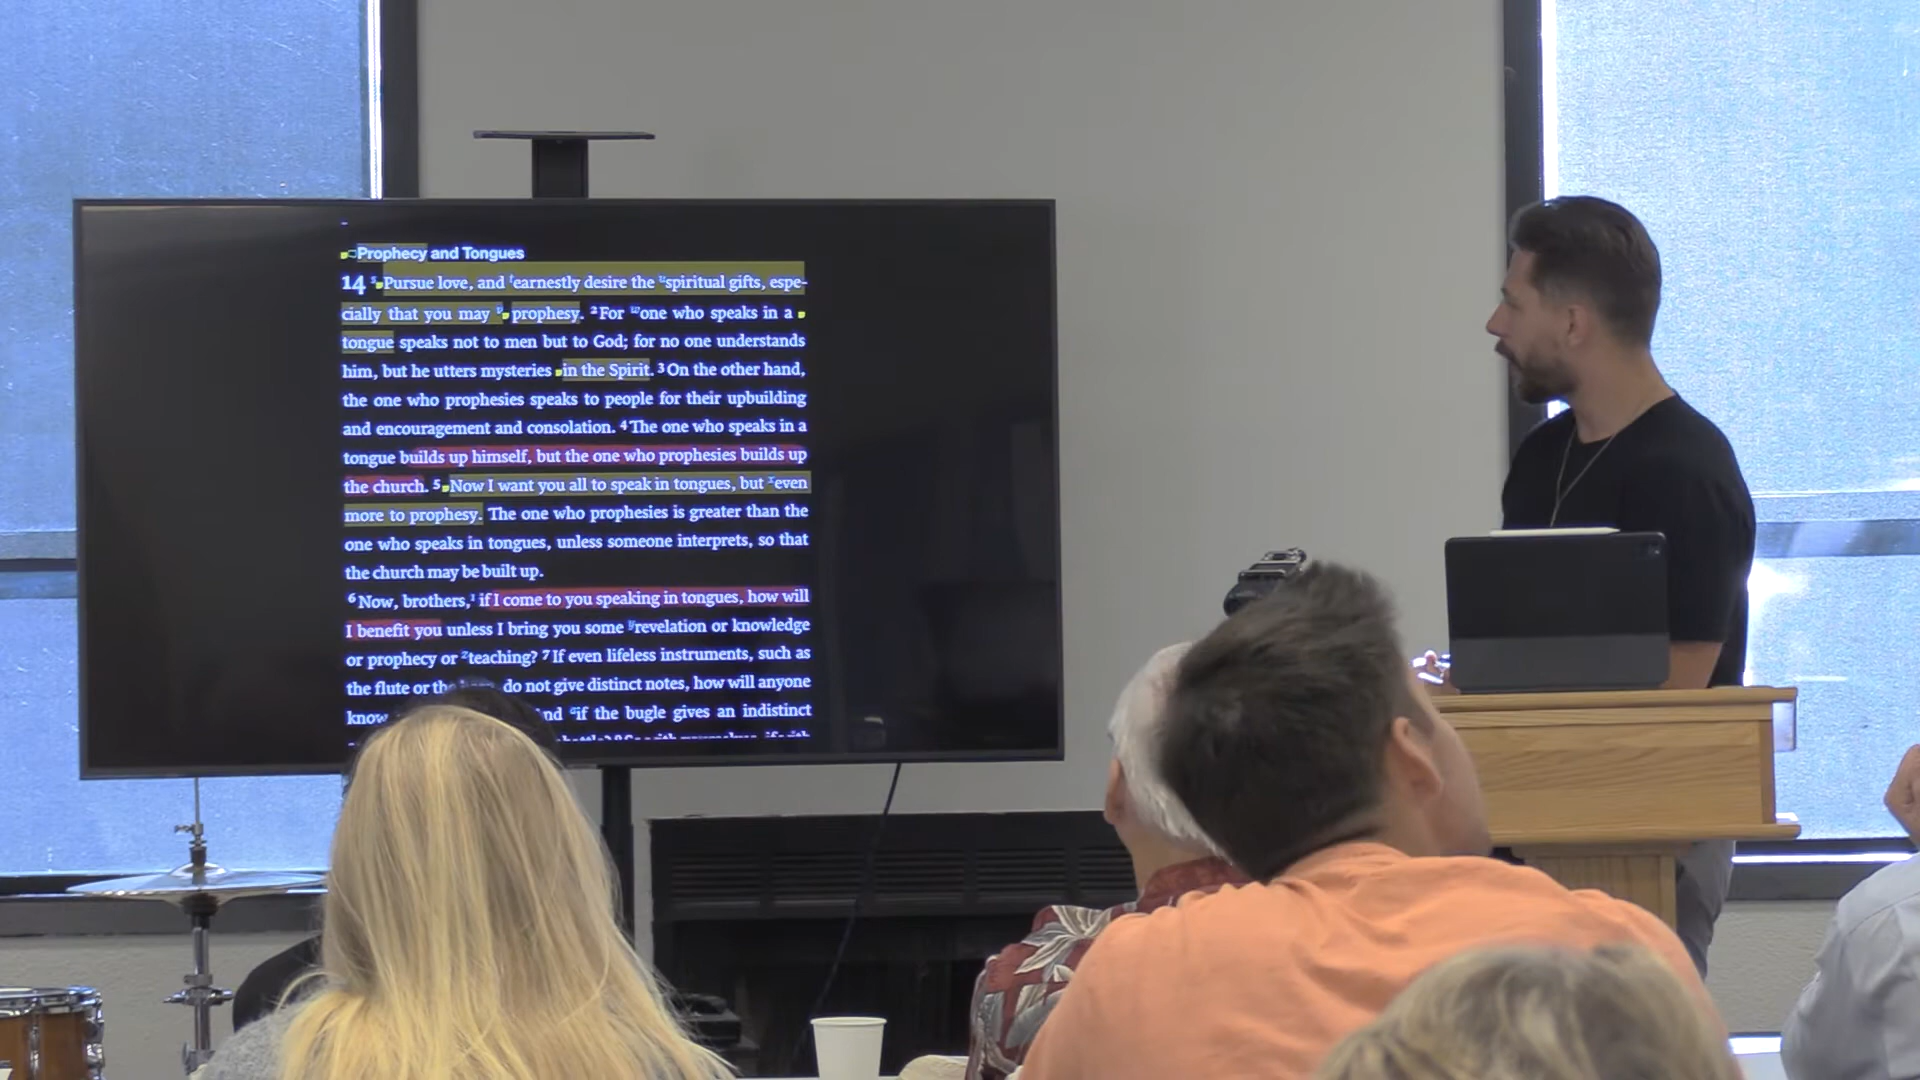 Prophecy and Tongues
14 s Pursue love, and t earnestly desire the u spiritual gifts, espe-
cially that you may v prophesy. 2 For w one who speaks in a
tongue speaks not to men but to God; for no one understands
him, but he utters mysteries in the Spirit. 3 On the other hand,
the one who prophesies speaks to people for their upbuilding
and encouragement and consolation. 4 The one who speaks in a
tongue builds up himself, but the one who prophesies builds up
the church. 5 Now I want you all to speak in tongues, but x even
more to prophesy. The one who prophesies is greater than the
one who speaks in tongues, unless someone interprets, so that
the church may be built up.
6 Now, brothers,1 if I come to you speaking in tongues, how will
I benefit you unless I bring you some y revelation or knowledge
or prophecy or z teaching? 7 If even lifeless instruments, such as
the flute or the do not give distinct notes, how will anyone
know a if the bugle gives an indistinct